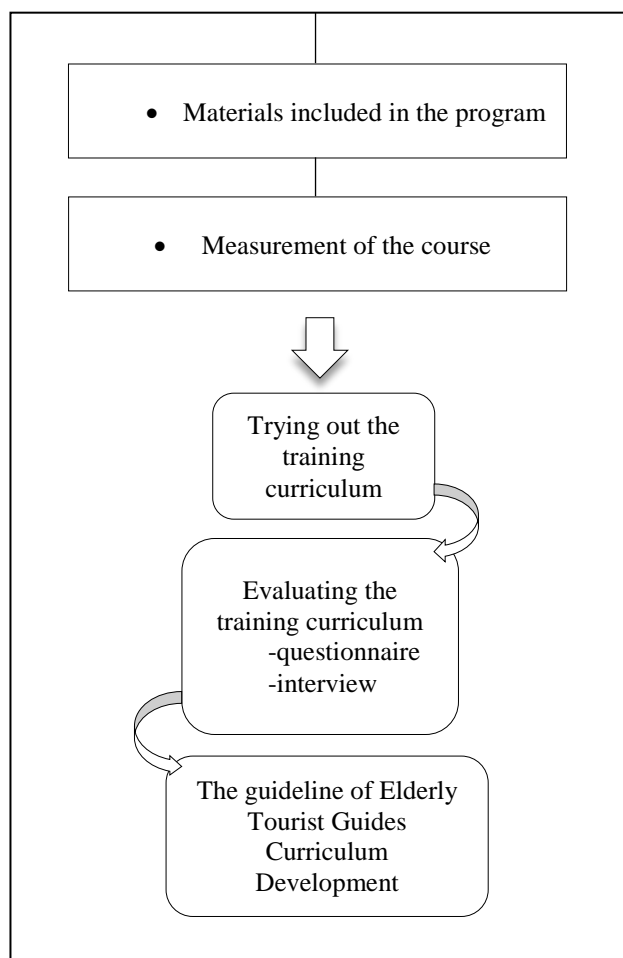 • Materials included in the program
• Measurement of the course
Trying out the
training
curriculum
Evaluating the
training curriculum
-questionnaire
-interview
The guideline of Elderly
Tourist Guides
Curriculum
Development